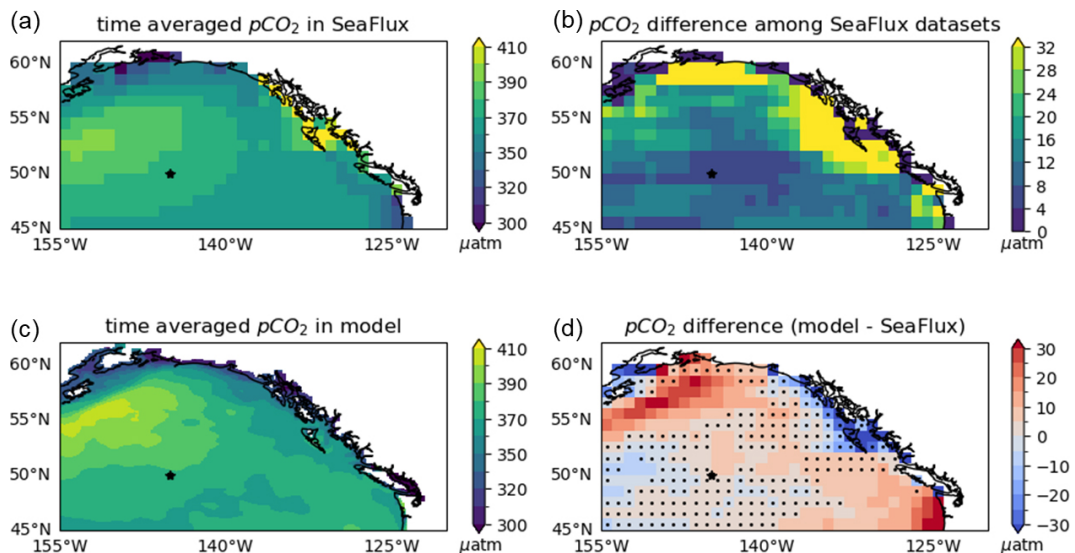 (a)
time averaged pCO₂ in SeaFlux
60°N
55°N
50°N
45°N
155°W
140°W
125°W
410
390
370
350
330
320
300
μatm
(b)
pCO₂ difference among SeaFlux datasets
60°N
55°N
50°N
45°N
155°W
140°W
125°W
32
28
24
20
16
12
8
4
0
μatm
(c)
time averaged pCO₂ in model
60°N
55°N
50°N
45°N
155°W
140°W
125°W
410
390
370
350
330
320
300
μatm
(d)
pCO₂ difference (model - SeaFlux)
60°N
55°N
50°N
45°N
155°W
140°W
125°W
30
20
10
0
−10
−20
−30
μatm